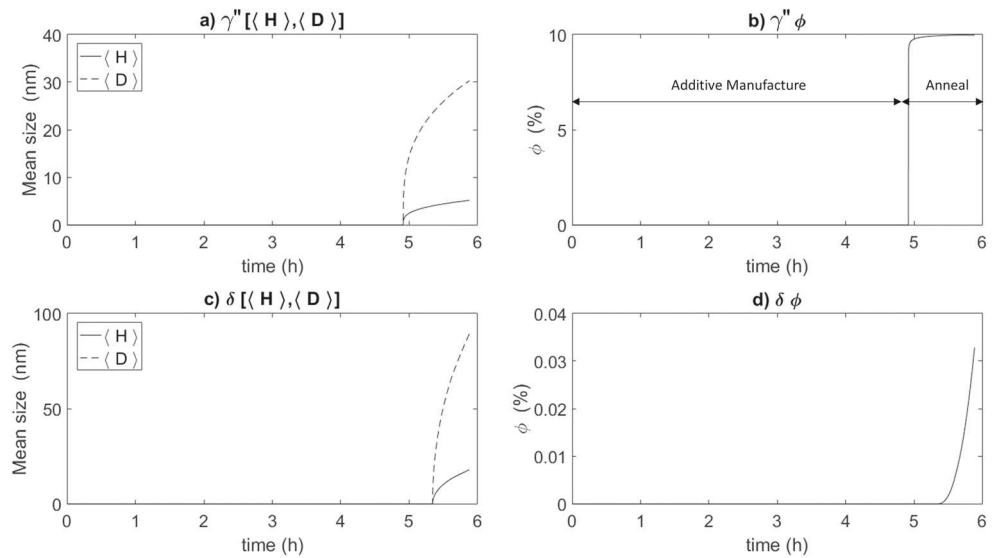 a) γ" [⟨ H ⟩,⟨ D ⟩]
40
30
20
10
0
Mean size (nm)
⟨ H ⟩
⟨ D ⟩
0 1 2 3 4 5 6
time (h)
b) γ" ϕ
10
5
0
ϕ (%)
Additive Manufacture
Anneal
0 1 2 3 4 5 6
time (h)
c) δ [⟨ H ⟩,⟨ D ⟩]
100
50
0
Mean size (nm)
⟨ H ⟩
⟨ D ⟩
0 1 2 3 4 5 6
time (h)
d) δ ϕ
0.04
0.03
0.02
0.01
0
ϕ (%)
0 1 2 3 4 5 6
time (h)